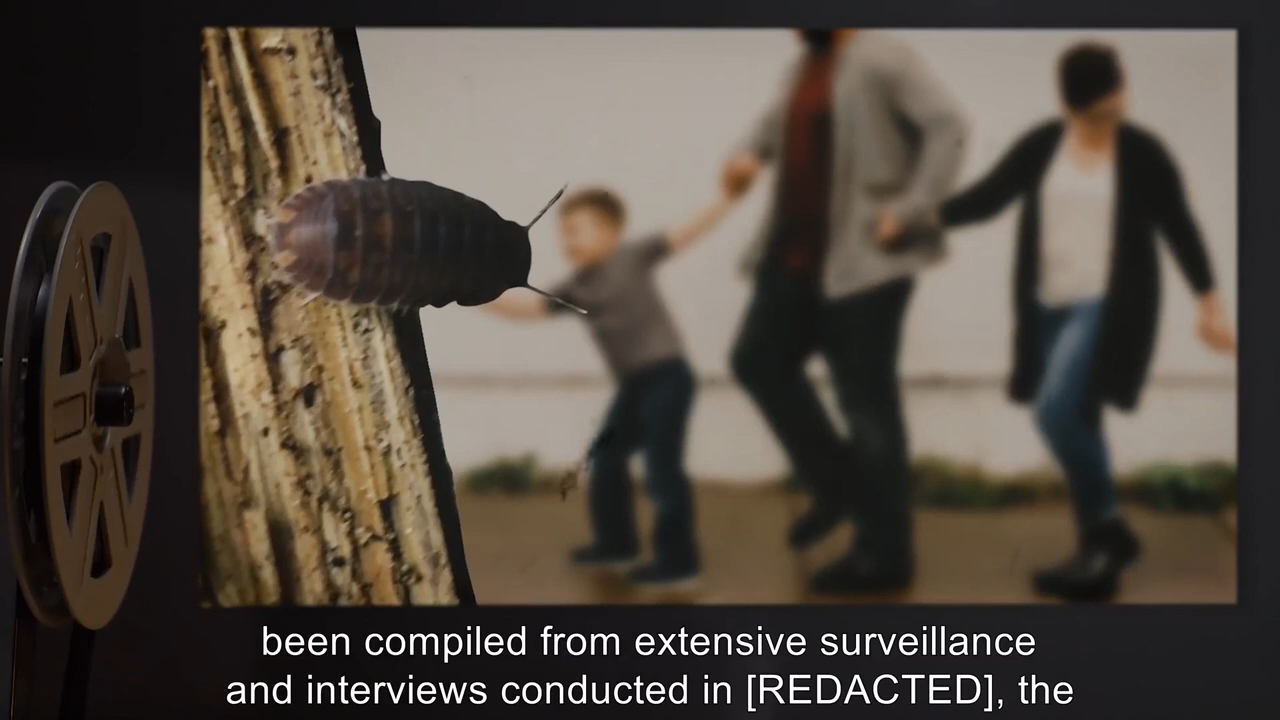 been compiled from extensive surveillance
and interviews conducted in [REDACTED], the